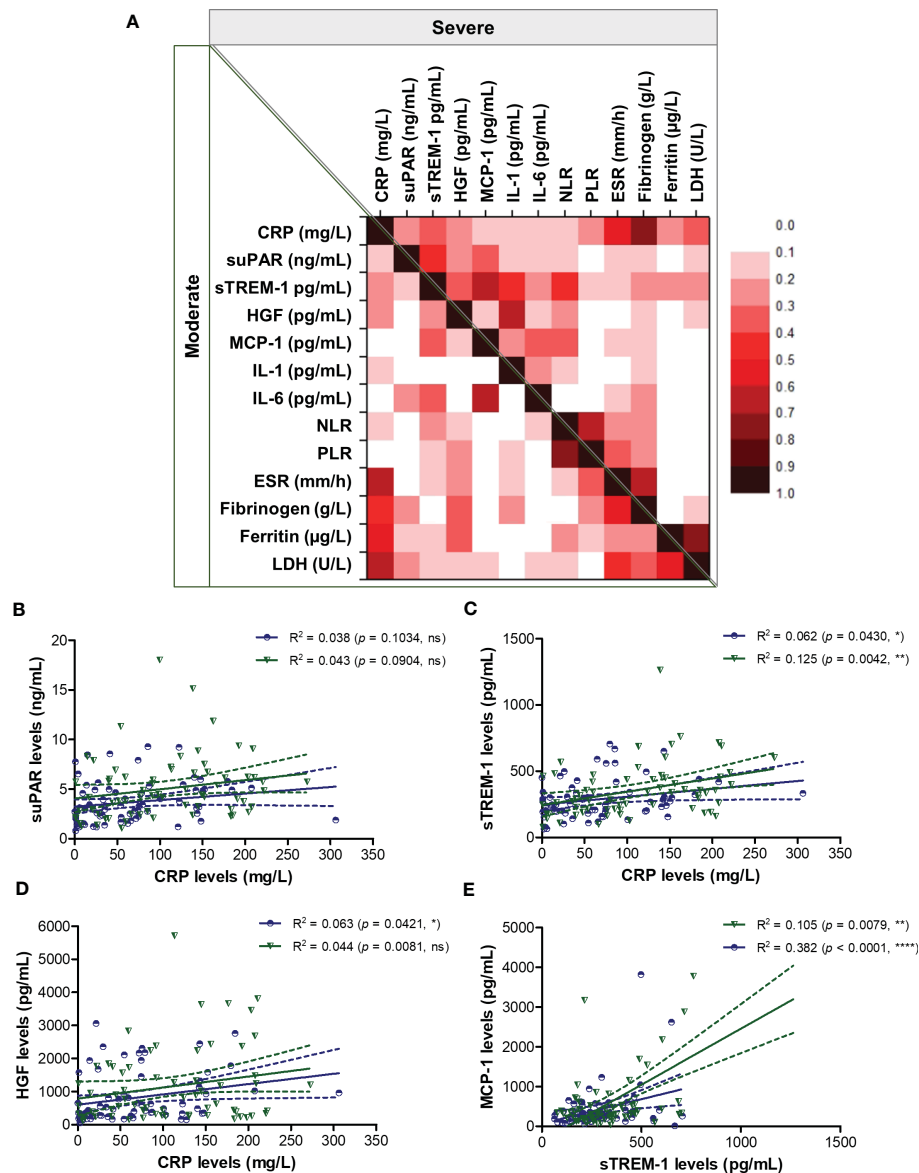 A
Severe
Moderate
CRP (mg/L)
suPAR (ng/mL)
sTREM-1 pg/mL)
HGF (pg/mL)
MCP-1 (pg/mL)
IL-1 (pg/mL)
IL-6 (pg/mL)
NLR
PLR
ESR (mm/h)
Fibrinogen (g/L)
Ferritin (µg/L)
LDH (U/L)
CRP (mg/L)
suPAR (ng/mL)
sTREM-1 pg/mL)
HGF (pg/mL)
MCP-1 (pg/mL)
IL-1 (pg/mL)
IL-6 (pg/mL)
NLR
PLR
ESR (mm/h)
Fibrinogen (g/L)
Ferritin (µg/L)
LDH (U/L)
0.0
0.1
0.2
0.3
0.4
0.5
0.6
0.7
0.8
0.9
1.0
B
R² = 0.038 (p = 0.1034, ns)
R² = 0.043 (p = 0.0904, ns)
suPAR levels (ng/mL)
20
15
10
5
0
0 50 100 150 200 250 300 350
CRP levels (mg/L)
C
R² = 0.062 (p = 0.0430, *)
R² = 0.125 (p = 0.0042, **)
sTREM-1 levels (pg/mL)
1500
1000
500
0
0 50 100 150 200 250 300 350
CRP levels (mg/L)
D
R² = 0.063 (p = 0.0421, *)
R² = 0.044 (p = 0.0081, ns)
HGF levels (pg/mL)
6000
5000
4000
3000
2000
1000
0
0 50 100 150 200 250 300 350
CRP levels (mg/L)
E
R² = 0.105 (p = 0.0079, **)
R² = 0.382 (p < 0.0001, ****)
MCP-1 levels (pg/mL)
5000
4000
3000
2000
1000
0
0 500 1000 1500
sTREM-1 levels (pg/mL)